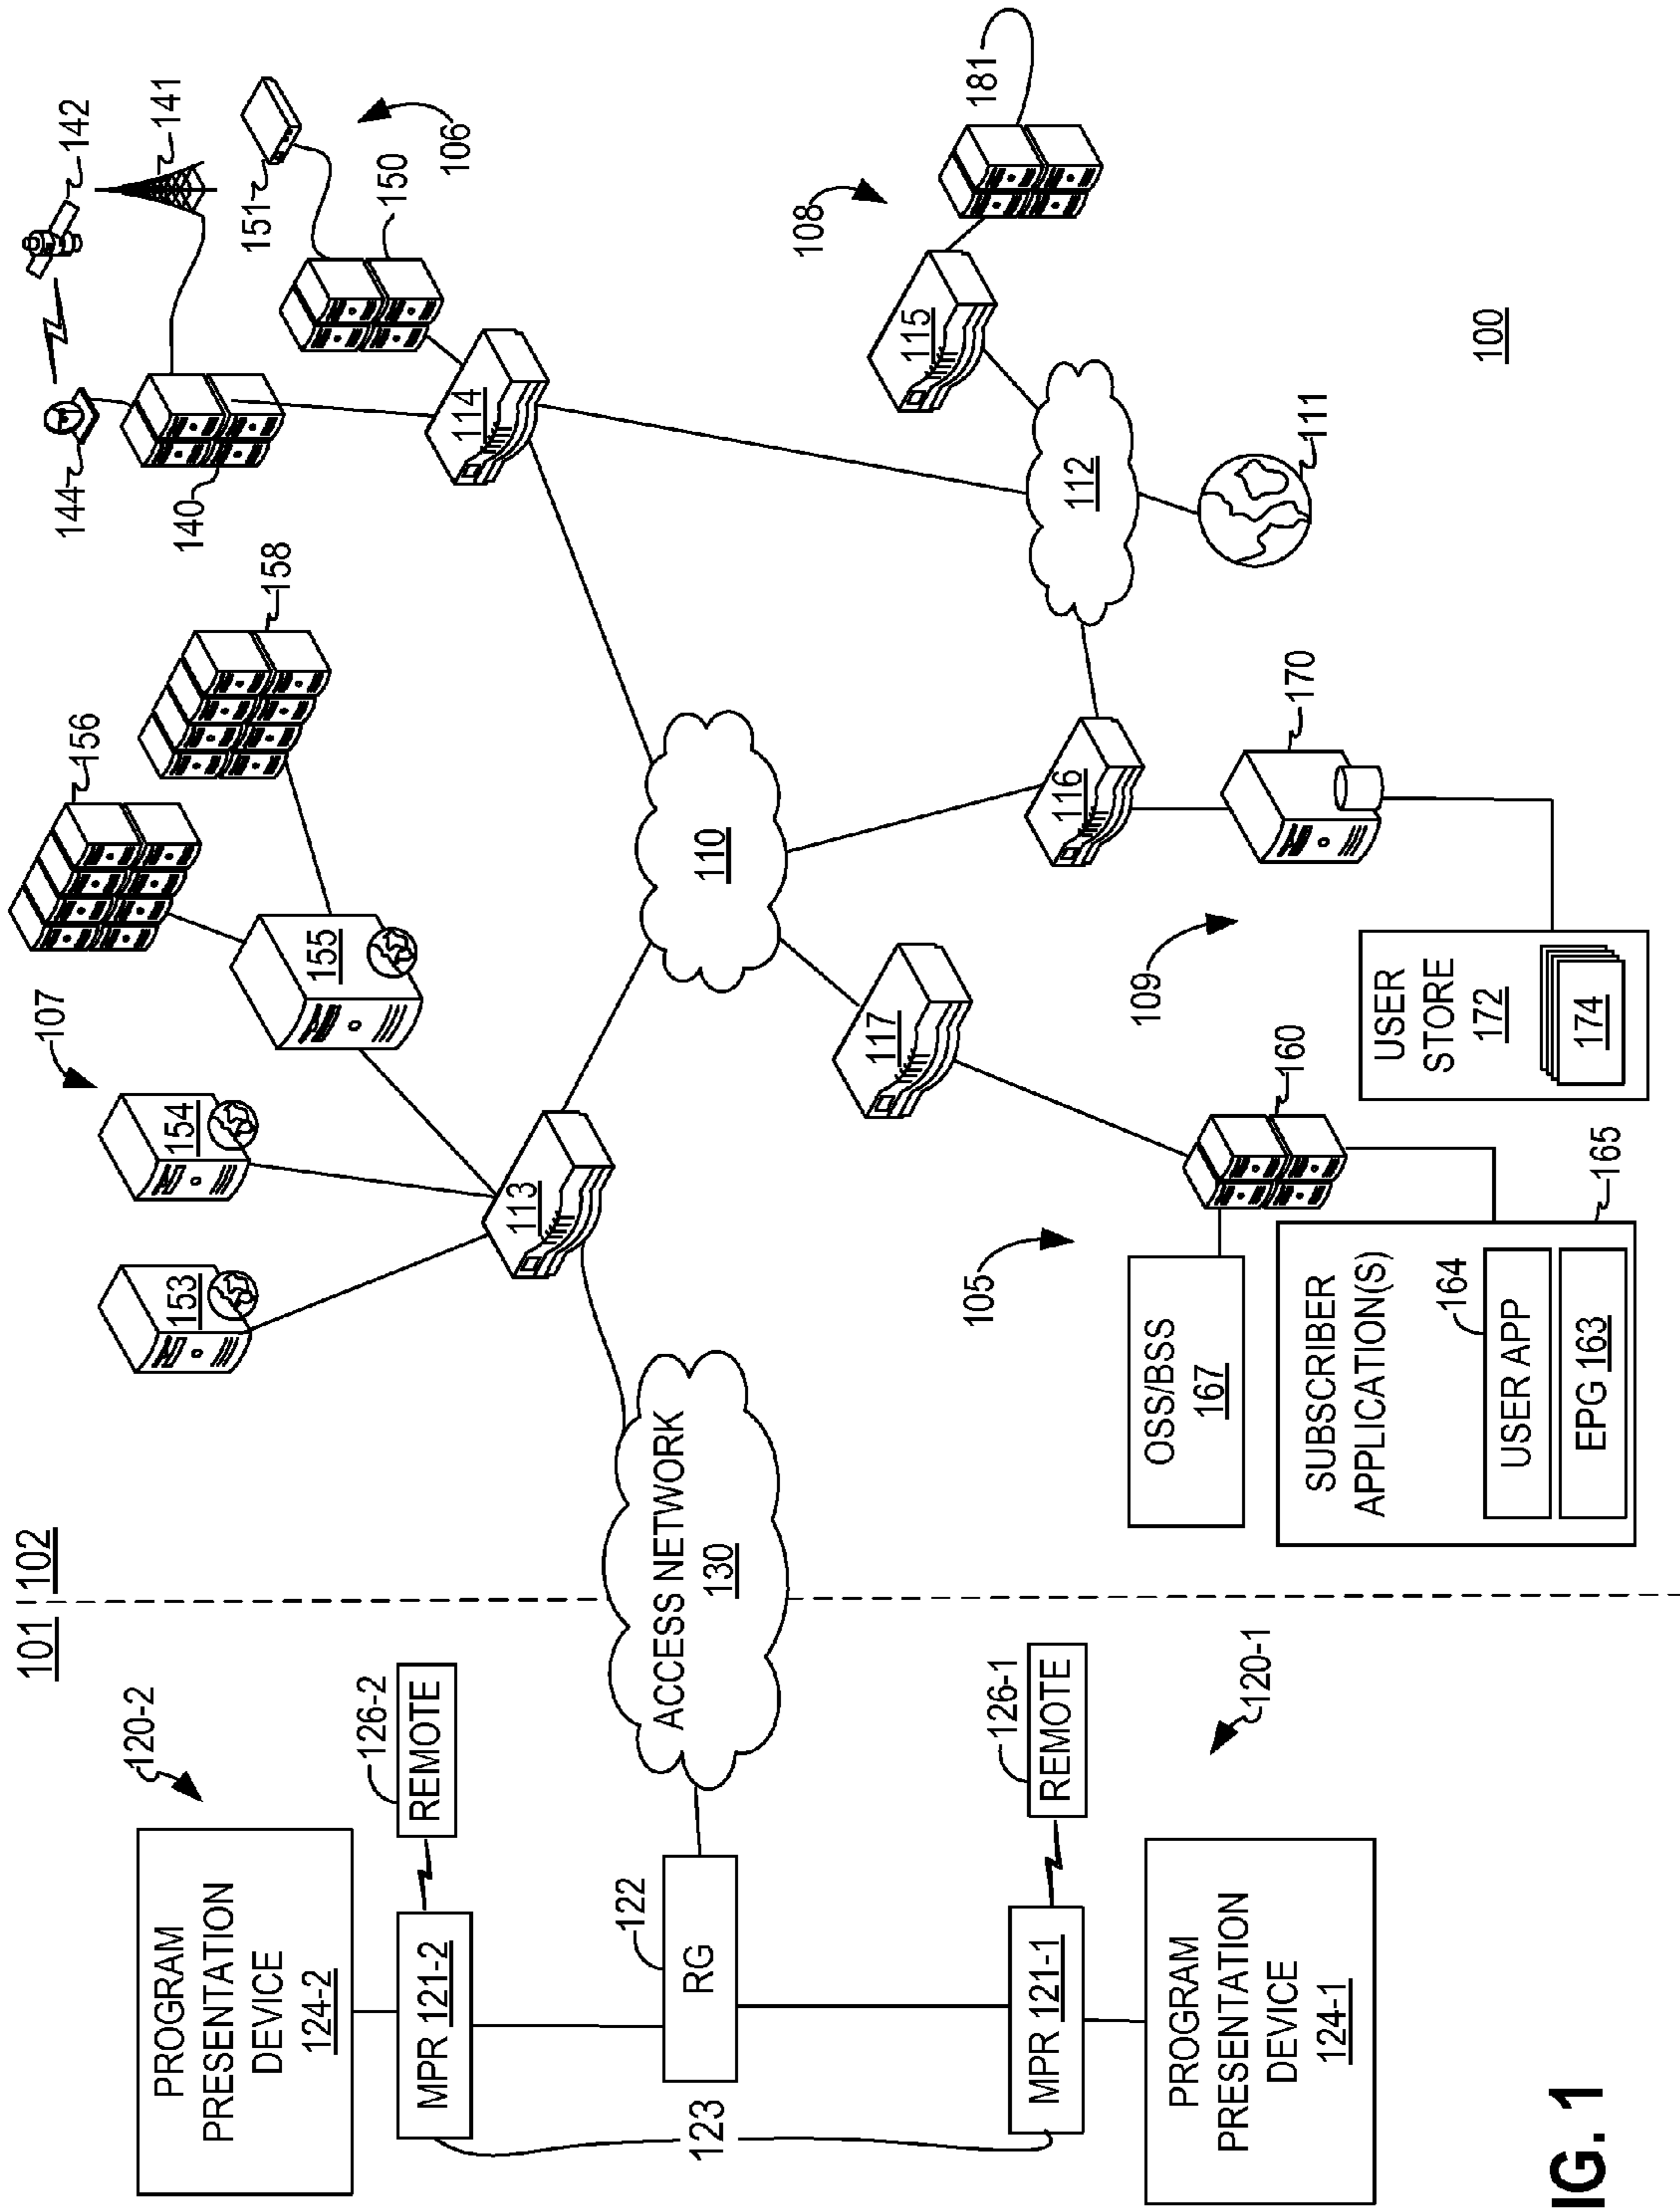 101
102
120-2
PROGRAM
PRESENTATION
DEVICE
124-2
126-2
REMOTE
MPR 121-2
122
RG
123
ACCESS NETWORK
130
126-1
REMOTE
MPR 121-1
120-1
PROGRAM
PRESENTATION
DEVICE
124-1
107
153
154
155
156
158
113
144
140
142
141
151
106
150
114
110
108
181
115
112
111
117
116
170
109
USER
STORE
172
174
105
160
OSS/BSS
167
165
SUBSCRIBER
APPLICATION(S)
164
USER APP
EPG 163
100
IG. 1